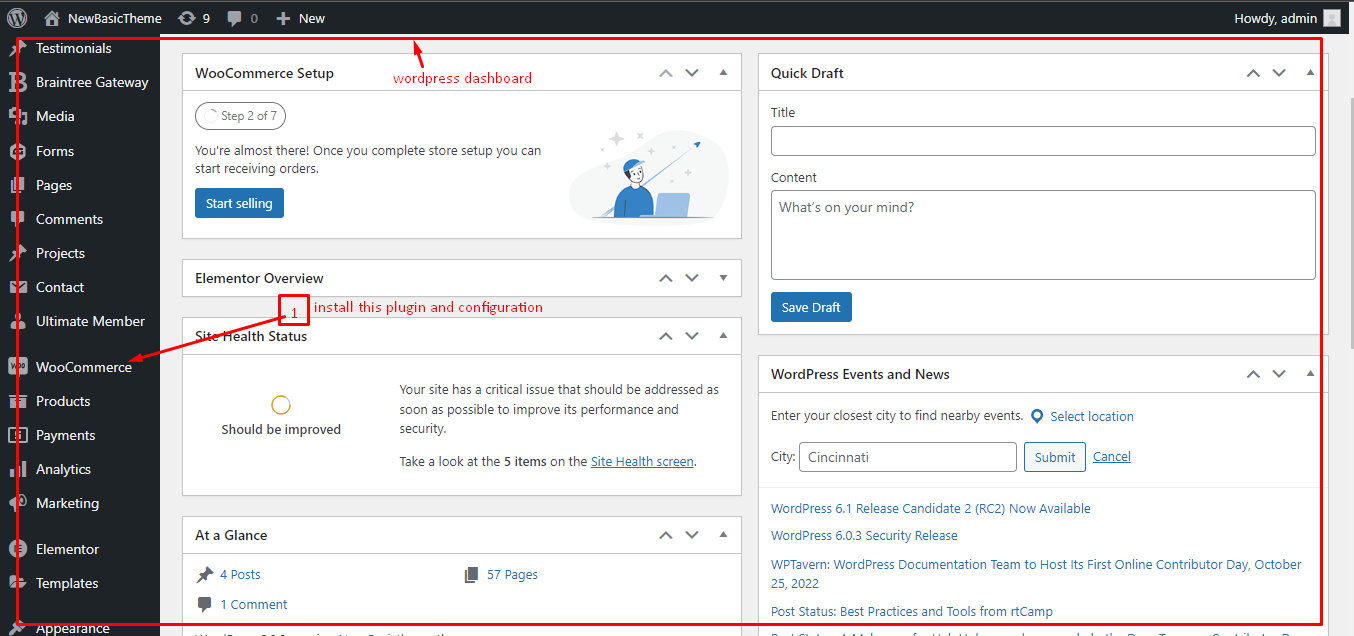 NewBasicTheme 9 0 New Howdy, admin
Testimonials
Braintree Gateway
Media
Forms
Pages
Comments
Projects
Contact
Ultimate Member
WooCommerce
Products
Payments
Analytics
Marketing
Elementor
Templates
Appearance
wordpress dashboard
WooCommerce Setup
Step 2 of 7
You're almost there! Once you complete store setup you can
start receiving orders.
Start selling
Elementor Overview
1 install this plugin and configuration
Site Health Status
Should be improved
Your site has a critical issue that should be addressed as
soon as possible to improve its performance and
security.
Take a look at the 5 items on the Site Health screen.
At a Glance
4 Posts 57 Pages
1 Comment
Quick Draft
Title
Content
What's on your mind?
Save Draft
WordPress Events and News
Enter your closest city to find nearby events. Select location
City: Cincinnati Submit Cancel
WordPress 6.1 Release Candidate 2 (RC2) Now Available
WordPress 6.0.3 Security Release
WPTavern: WordPress Documentation Team to Host Its First Online Contributor Day, October
25, 2022
Post Status: Best Practices and Tools from rtCamp